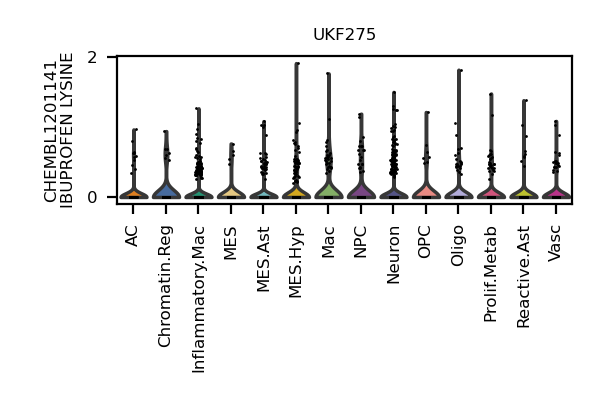 UKF275
CHEMBL1201141
IBUPROFEN LYSINE
2
0
AC
Chromatin.Reg
Inflammatory.Mac
MES
MES.Ast
MES.Hyp
Mac
NPC
Neuron
OPC
Oligo
Prolif.Metab
Reactive.Ast
Vasc